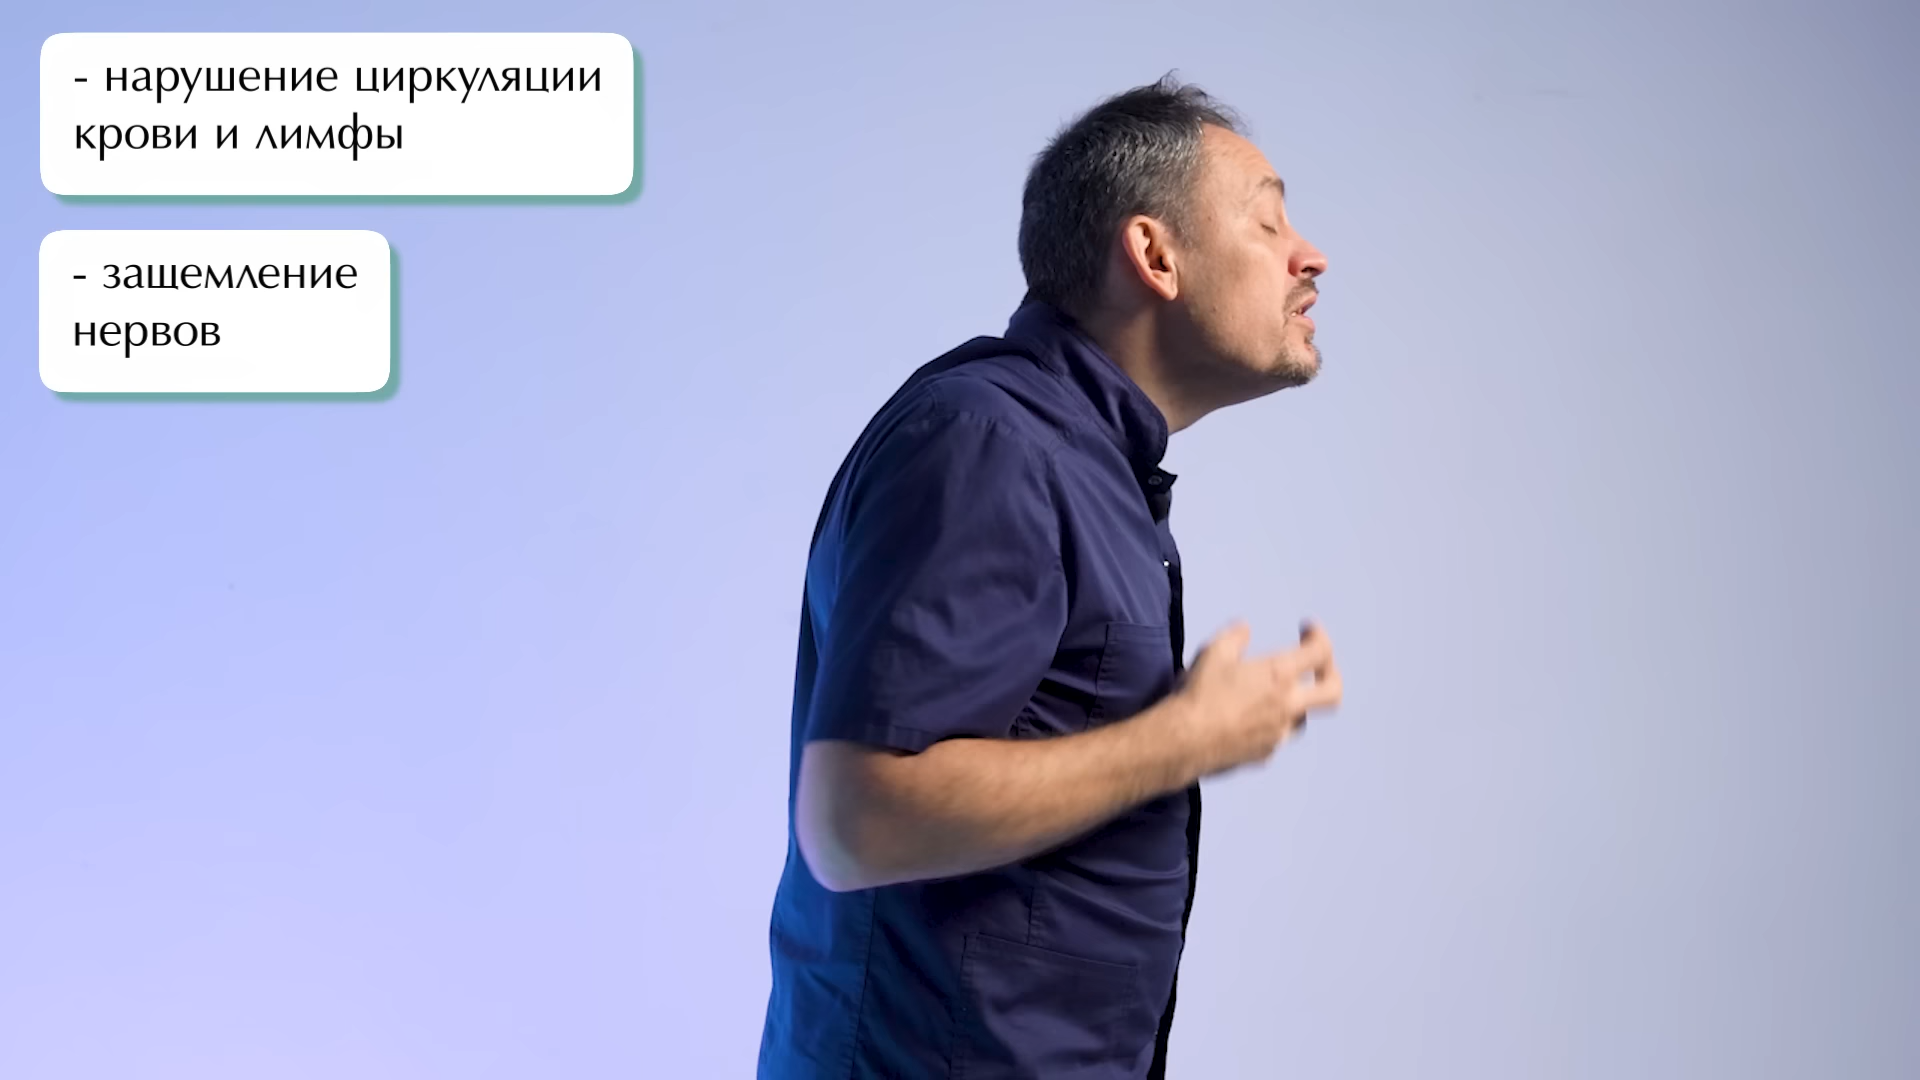 - нарушение циркуляции
крови и лимфы
- защемление
нервов